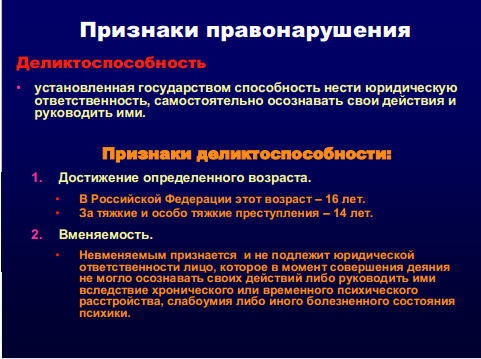 Признаки правонарушения
Деликтоспособность
• установленная государством способность нести юридическую
ответственность, самостоятельно осознавать свои действия и
руководить ими.
Признаки деликтоспособности:
1. Достижение определенного возраста.
• В Российской Федерации этот возраст – 16 лет.
• За тяжкие и особо тяжкие преступления – 14 лет.
2. Вменяемость.
• Невменяемым признается и не подлежит юридической
ответственности лицо, которое в момент совершения деяния
не могло осознавать своих действий либо руководить ими
вследствие хронического или временного психического
расстройства, слабоумия либо иного болезненного состояния
психики.